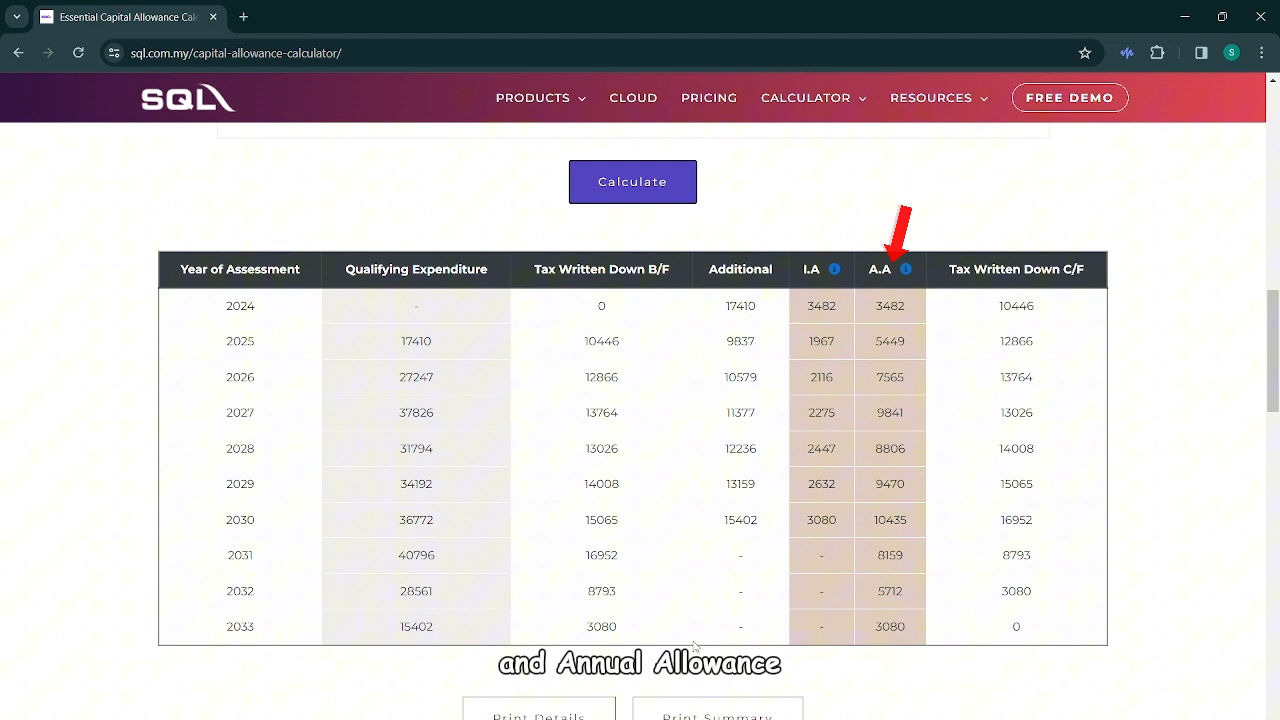 Essential Capital Allowance Calc
sql.com.my/capital-allowance-calculator/
S
SQL
PRODUCTS CLOUD PRICING CALCULATOR RESOURCES FREE DEMO
Calculate
Year of Assessment Qualifying Expenditure Tax Written Down B/F Additional I.A A.A Tax Written Down C/F
2024 - 0 17410 3482 3482 10446
2025 17410 10446 9837 1967 5449 12866
2026 27247 12866 10579 2116 7565 13764
2027 37826 13764 11377 2275 9841 13026
2028 31794 13026 12236 2447 8806 14008
2029 34192 14008 13159 2632 9470 15065
2030 36772 15065 15402 3080 10435 16952
2031 40796 16952 - - 8159 8793
2032 28561 8793 - - 5712 3080
2033 15402 3080 - - 3080 0
and Annual Allowance
Print Details Print Summary